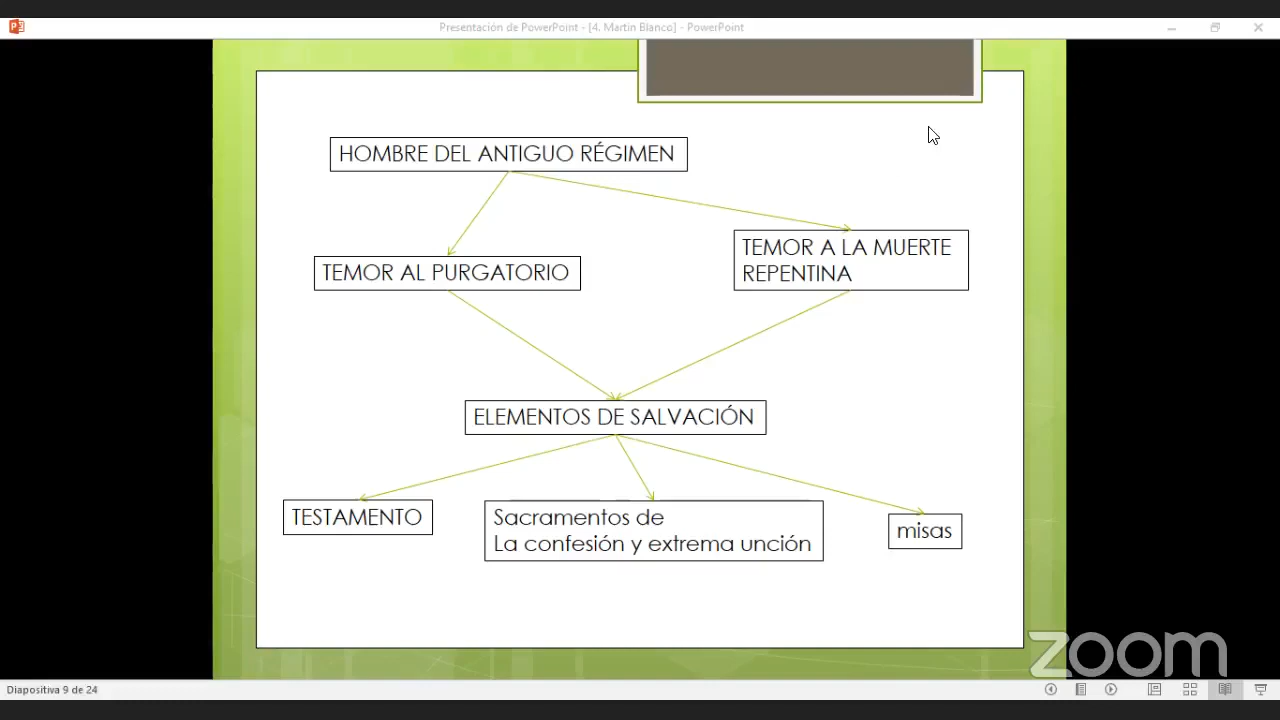 Presentación de PowerPoint - [4. Martin Blanco] - PowerPoint
HOMBRE DEL ANTIGUO RÉGIMEN
TEMOR AL PURGATORIO
TEMOR A LA MUERTE
REPENTINA
ELEMENTOS DE SALVACIÓN
TESTAMENTO
Sacramentos de
La confesión y extrema unción
misas
zoom
Diapositiva 9 de 24